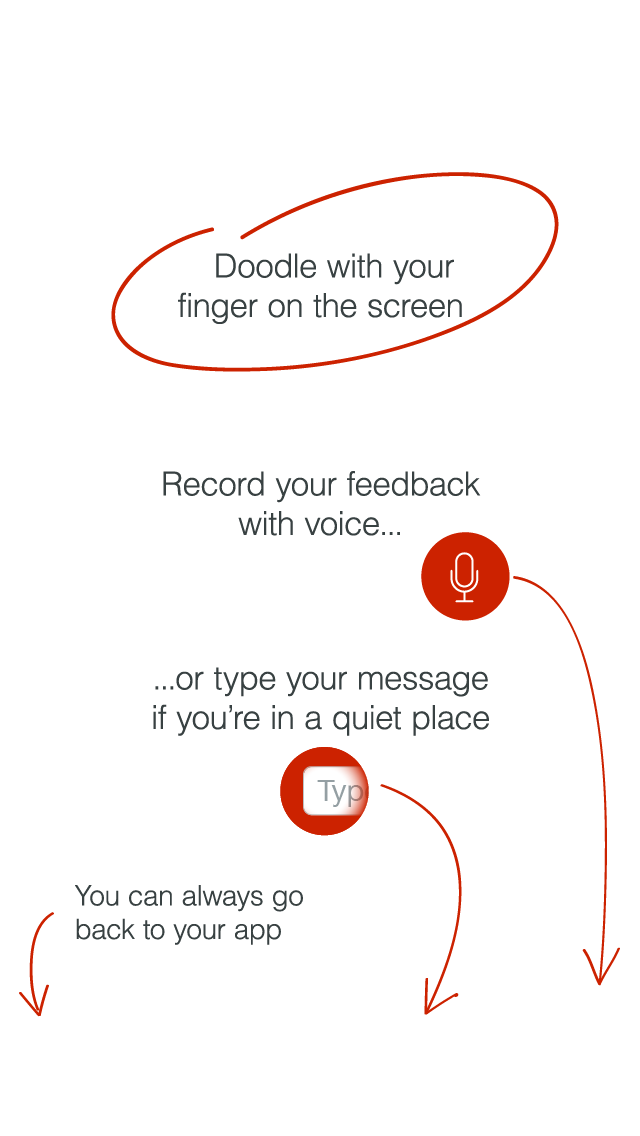 Doodle with your
finger on the screen
Record your feedback
with voice...
...or type your message
if you’re in a quiet place
Typ
You can always go
back to your app